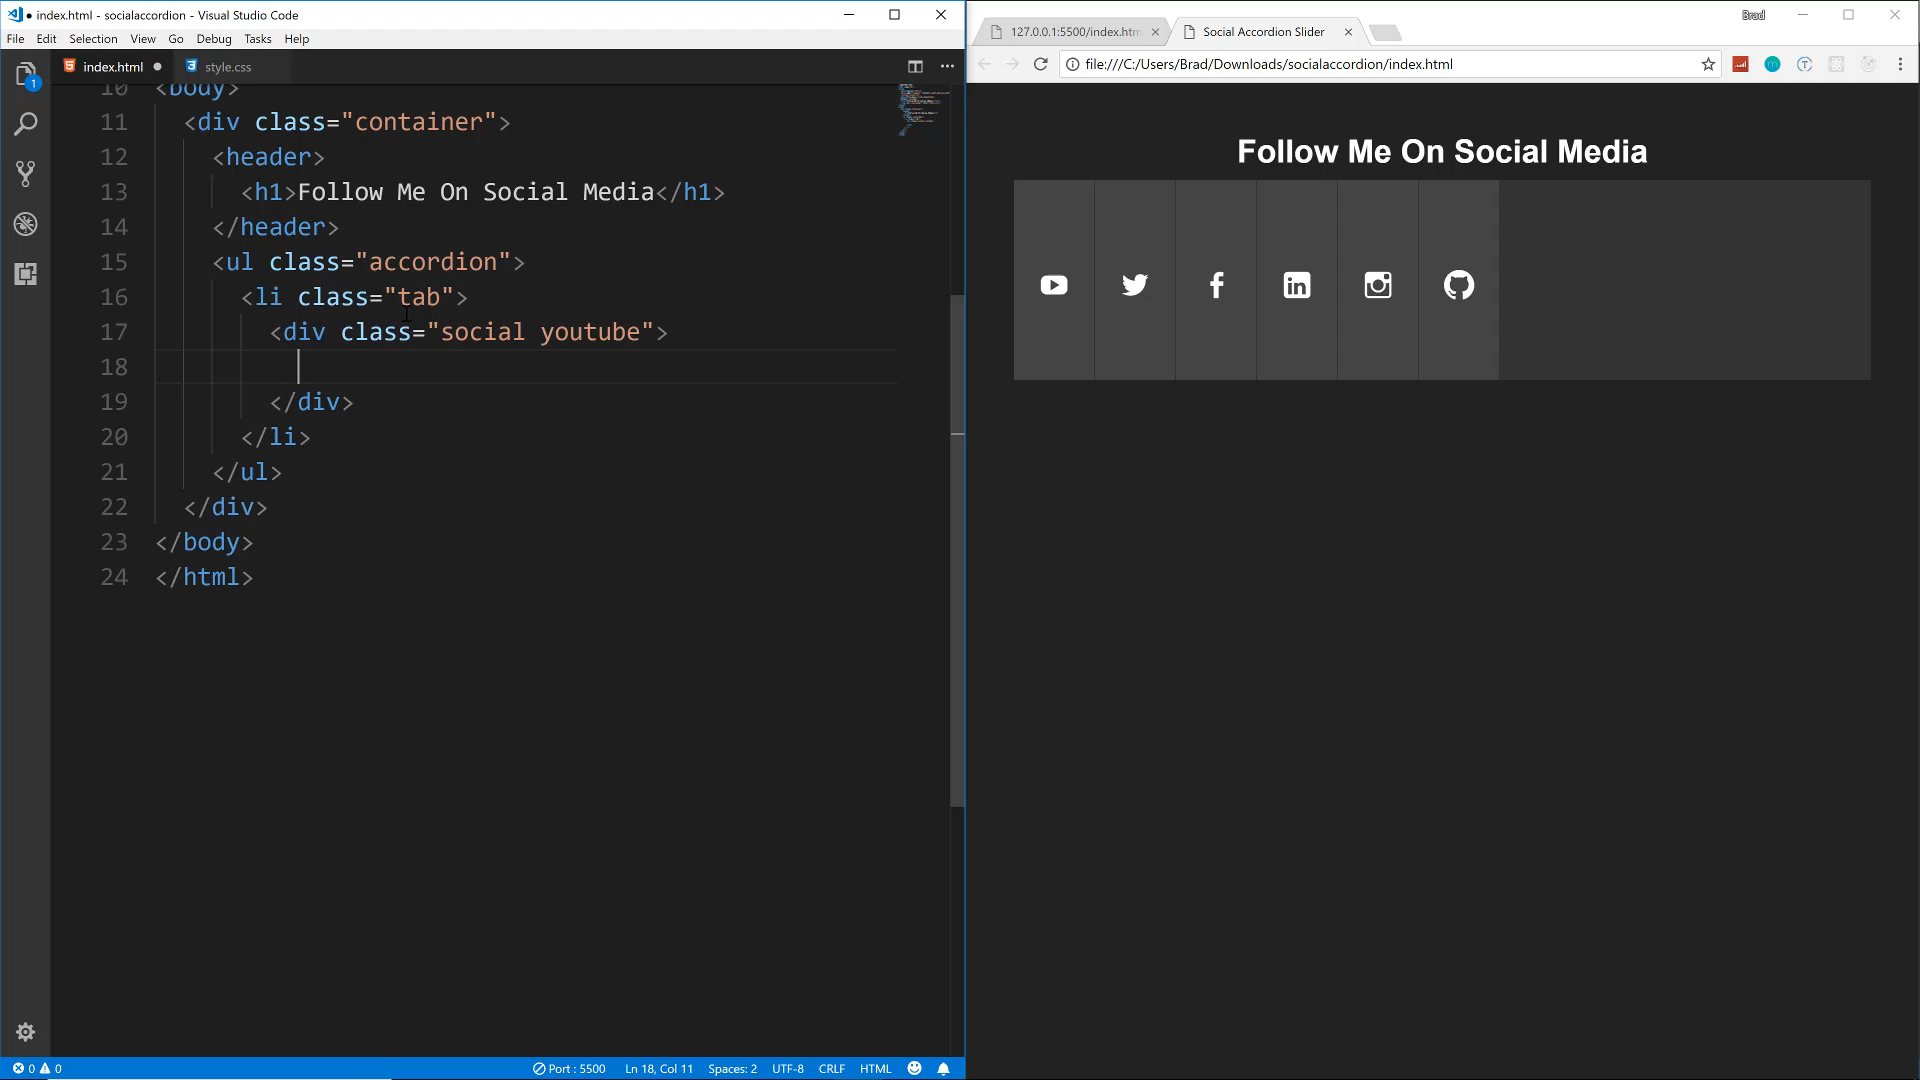 index.html - socialaccordion - Visual Studio Code
File Edit Selection View Go Debug Tasks Help
1
index.html
style.css
10 <body>
11 <div class="container">
12 <header>
13 <h1>Follow Me On Social Media</h1>
14 </header>
15 <ul class="accordion">
16 <li class="tab">
17 <div class="social youtube">
18
19 </div>
20 </li>
21 </ul>
22 </div>
23 </body>
24 </html>
0 0 Port : 5500 Ln 18, Col 11 Spaces: 2 UTF-8 CRLF HTML
Brad
127.0.0.1:5500/index.htm
Social Accordion Slider
file:///C:/Users/Brad/Downloads/socialaccordion/index.html
Follow Me On Social Media